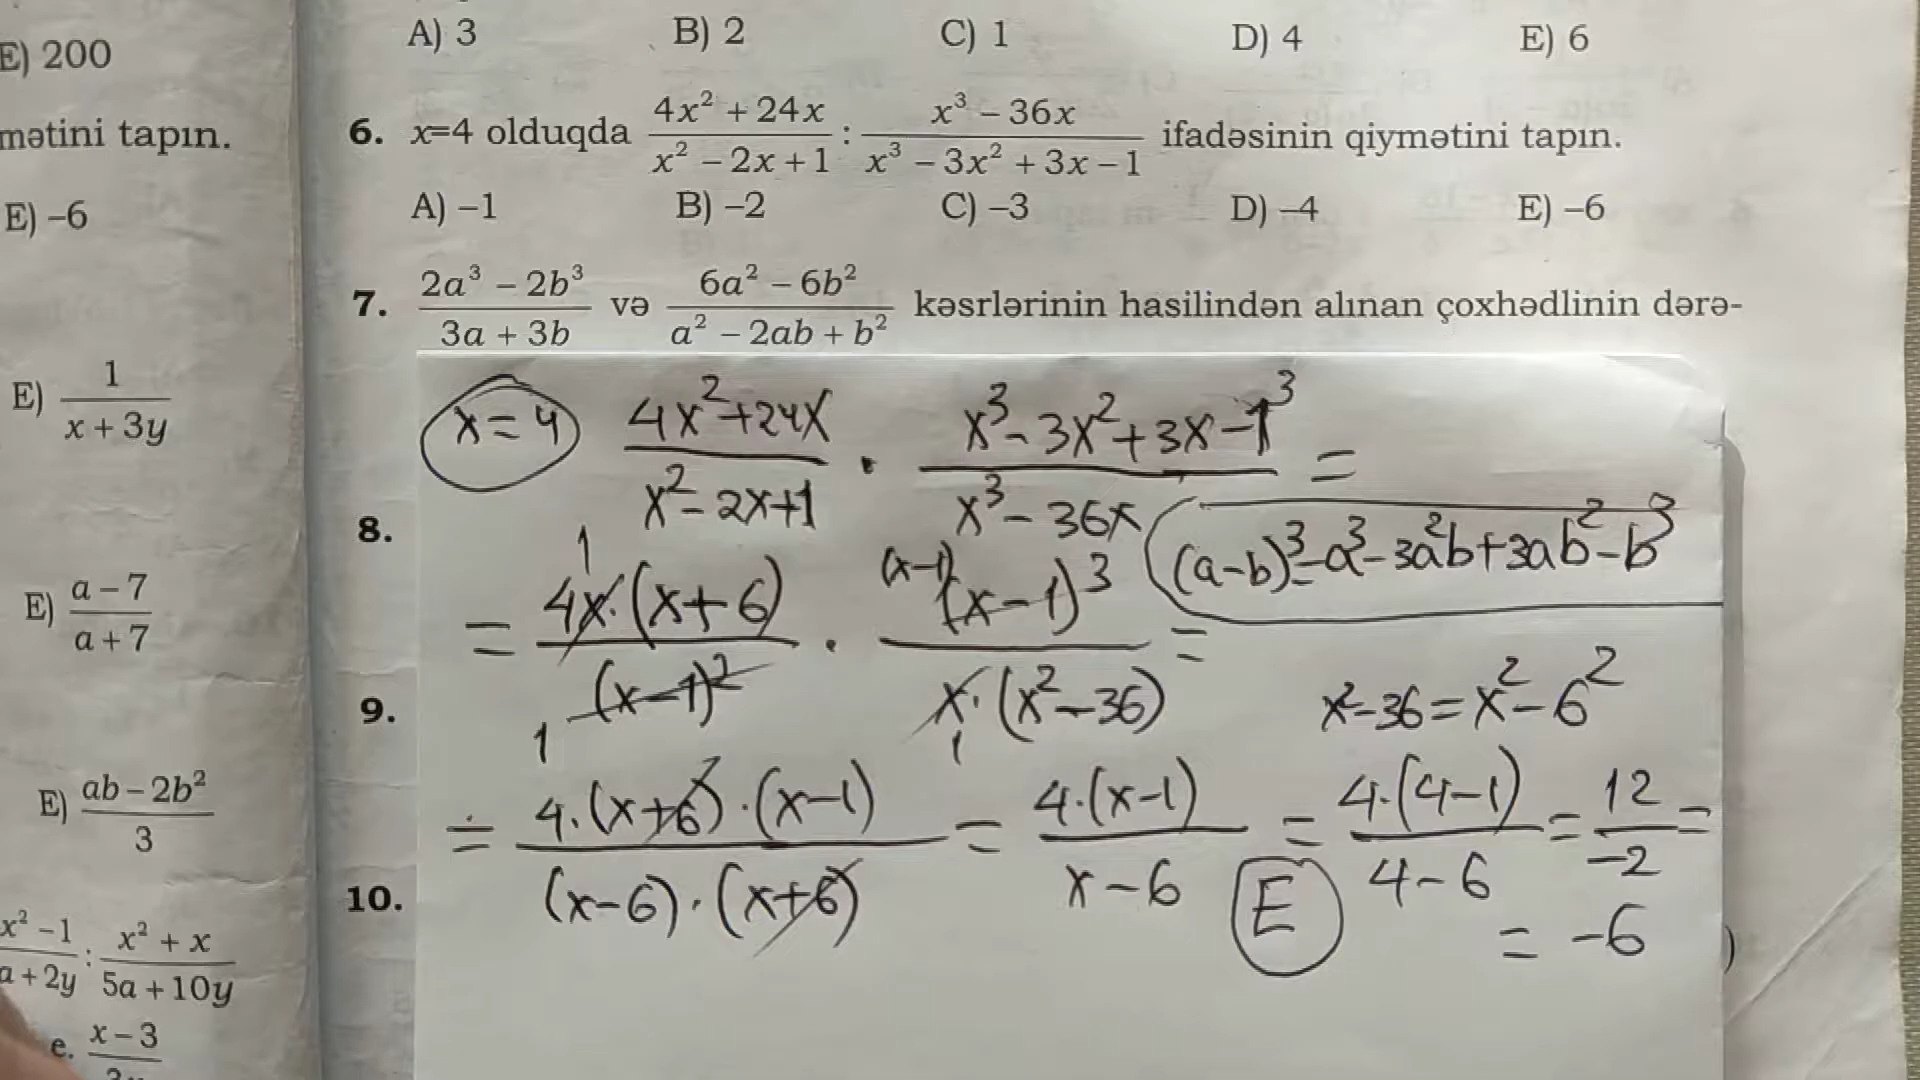 E) 200
mətini tapın.
E) –6
E) 1/(x + 3y)
E) (a – 7)/(a + 7)
E) (ab – 2b²)/3
(x² – 1)/(a + 2y) : (x² + x)/(5a + 10y)
e. x – 3
A) 3 B) 2 C) 1 D) 4 E) 6
6. x=4 olduqda (4x² + 24x)/(x² – 2x + 1) : (x³ – 36x)/(x³ – 3x² + 3x – 1) ifadəsinin qiymətini tapın.
A) –1 B) –2 C) –3 D) –4 E) –6
7. (2a³ – 2b³)/(3a + 3b) və (6a² – 6b²)/(a² – 2ab + b²) kəsrlərinin hasilindən alınan çoxhədlinin dərə-
x = 4 (4x² + 24x)/(x² – 2x + 1) · (x³ – 3x² + 3x – 1³)/(x³ – 36x) =
8. (a – b)³ = a³ – 3a²b + 3ab² – b³
1 (x–1)
= (4x · (x + 6))/((x – 1)²) · ((x – 1)³)/(x · (x² – 36)) =
1 1
9. x² – 36 = x² – 6²
= (4 · (x + 6) · (x – 1))/((x – 6) · (x + 6)) = (4 · (x – 1))/(x – 6) = (4 · (4 – 1))/(4 – 6) = 12/–2 =
10. E = –6
)